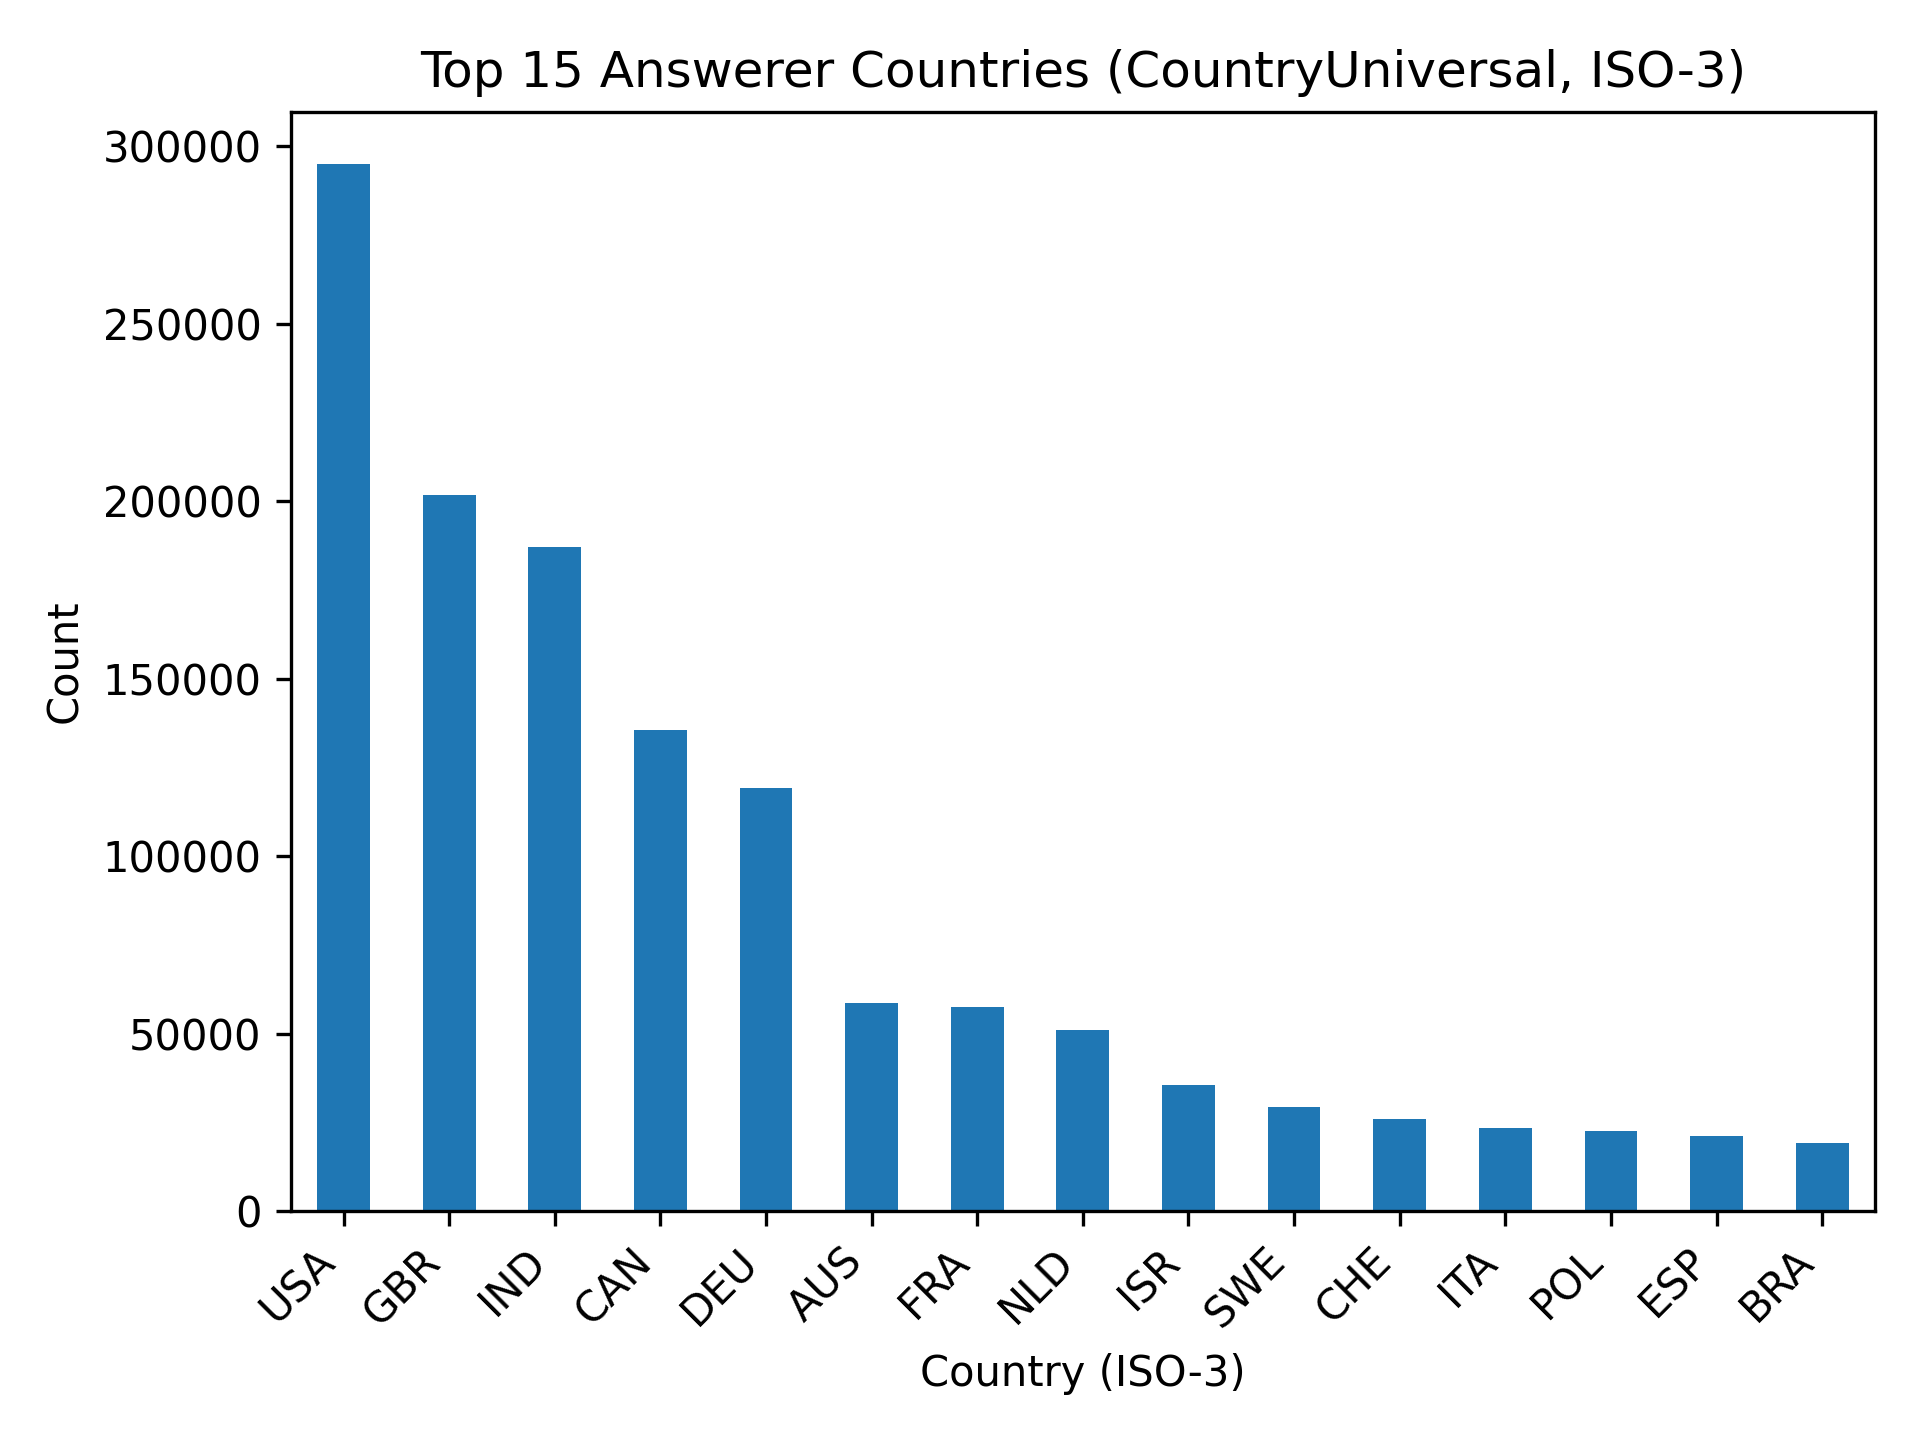 Top 15 Answerer Countries (CountryUniversal, ISO-3)
300000
250000
200000
150000
100000
50000
0
Count
USA
GBR
IND
CAN
DEU
AUS
FRA
NLD
ISR
SWE
CHE
ITA
POL
ESP
BRA
Country (ISO-3)